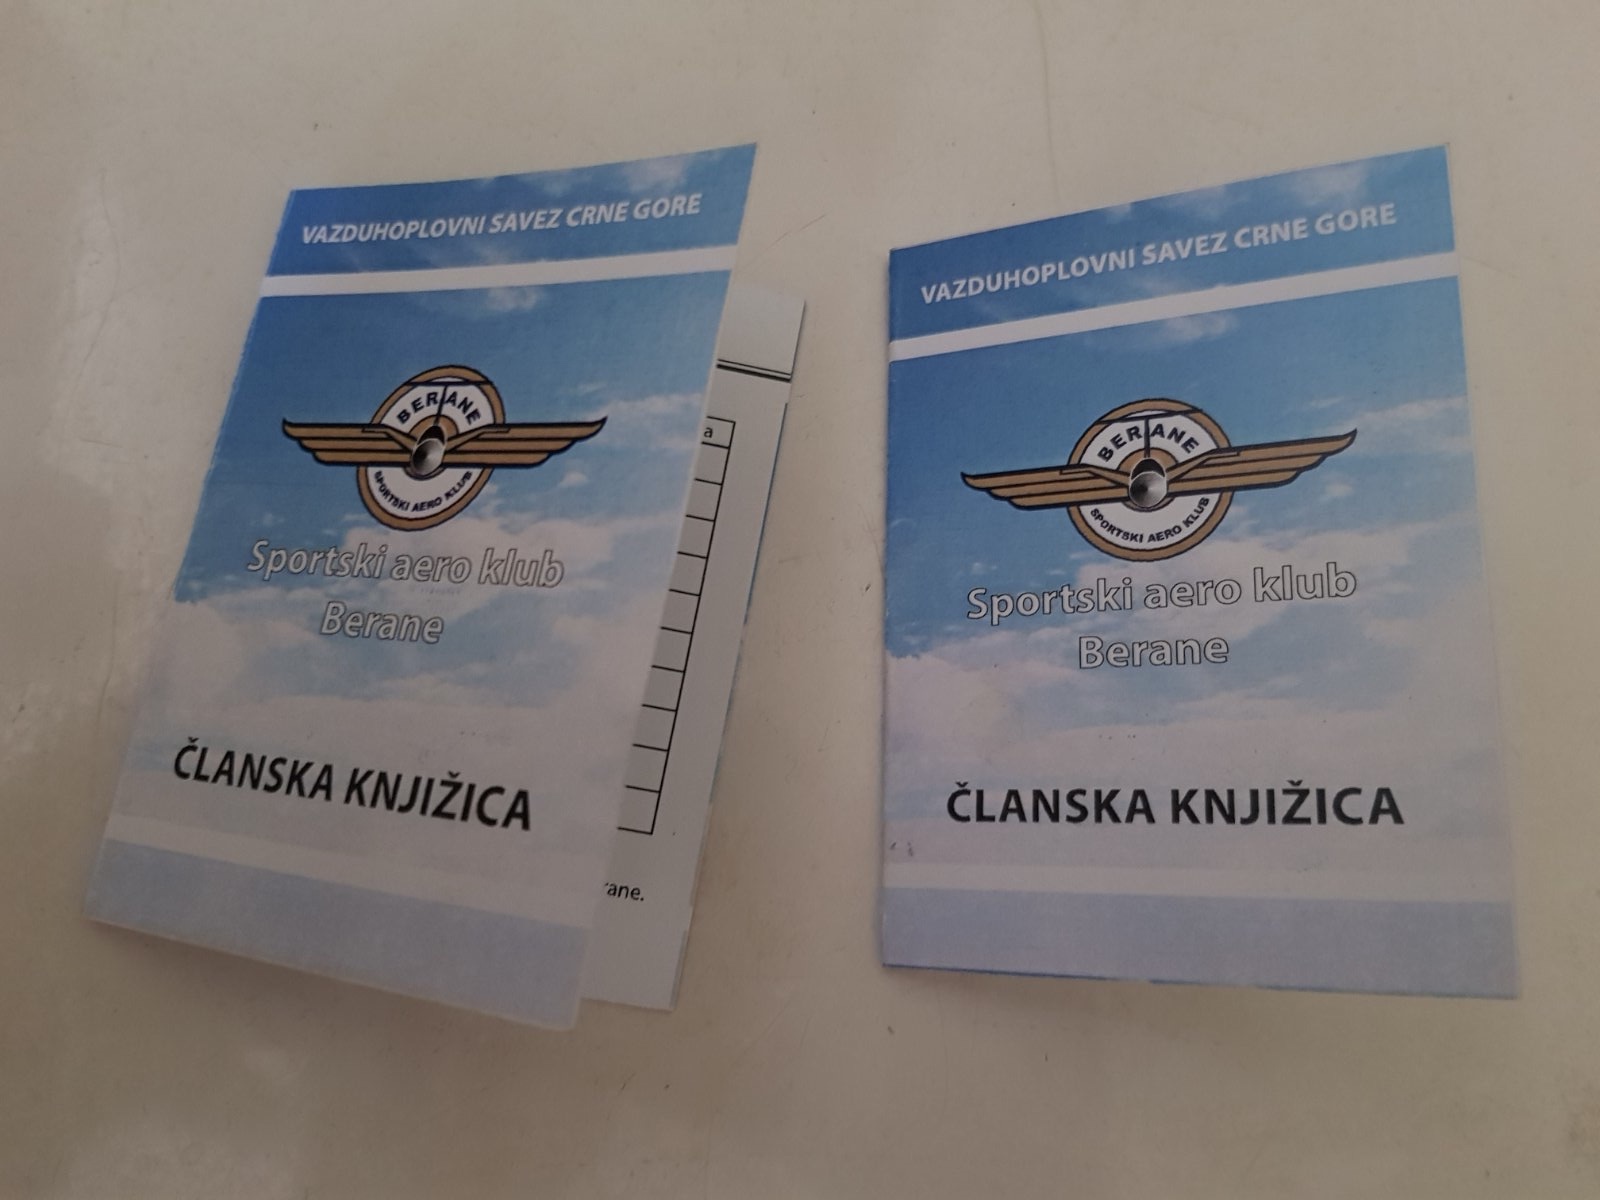 VAZDUHOPLOVNI SAVEZ CRNE GORE
BERANE
SPORTSKI AERO KLUB
Sportski aero klub
Berane
ČLANSKA KNJIŽICA
a
rane.
VAZDUHOPLOVNI SAVEZ CRNE GORE
BERANE
SPORTSKI AERO KLUB
Sportski aero klub
Berane
ČLANSKA KNJIŽICA